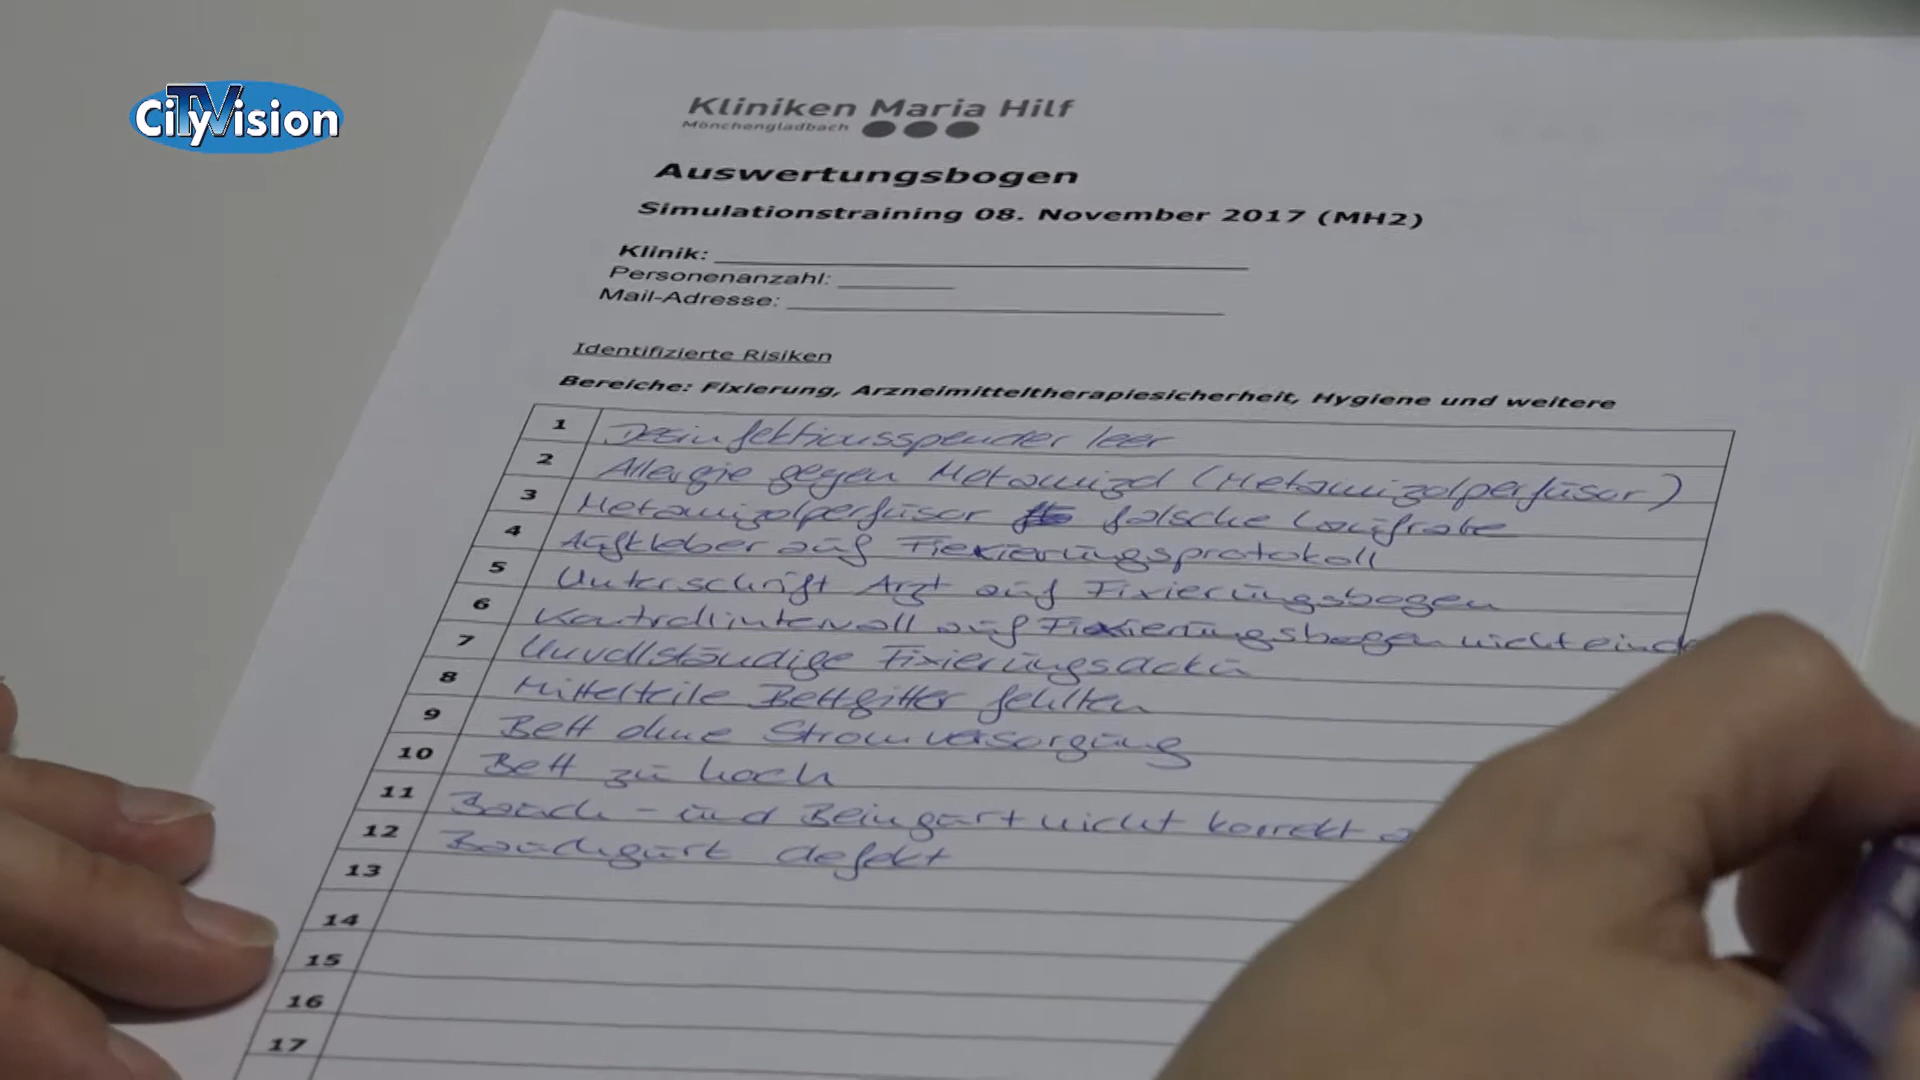 CityVision
TV
Kliniken Maria Hilf
Mönchengladbach
Auswertungsbogen
Simulationstraining 08. November 2017 (MH2)
Klinik:
Personenanzahl:
Mail-Adresse:
Identifizierte Risiken
Bereiche: Fixierung, Arzneimitteltherapiesicherheit, Hygiene und weitere
1 Desinfektionsspender leer
2 Allergie gegen Metamizol (Metamizolperfusor)
3 Metamizolperfusor falsche Laufrate
4 Aufkleber auf Fixierungsprotokoll
5 Unterschrift Arzt auf Fixierungsbogen
6 Kontrollintervall auf Fixierungsbogen nicht eind
7 Unvollständige Fixierungsdoku
8 Mittelteile Bettgitter fehlten
9 Bett ohne Stromversorgung
10 Bett zu hoch
11 Bauch- und Beingurt nicht korrekt
12 Bauchgurt defekt
13
14
15
16
17